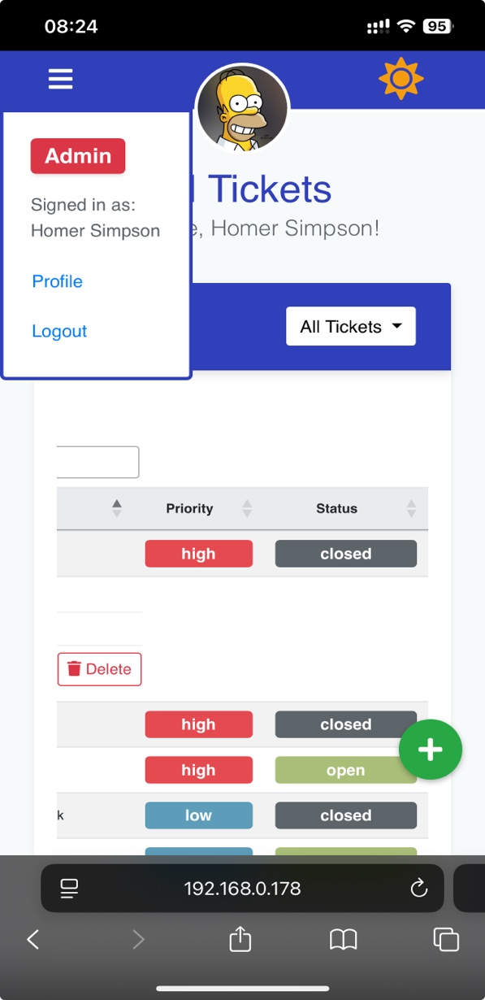 08:24
95
Admin
Signed in as:
Homer Simpson
Profile
Logout
Tickets
, Homer Simpson!
All Tickets
Priority
Status
high
closed
Delete
high
closed
high
open
k
low
closed
192.168.0.178